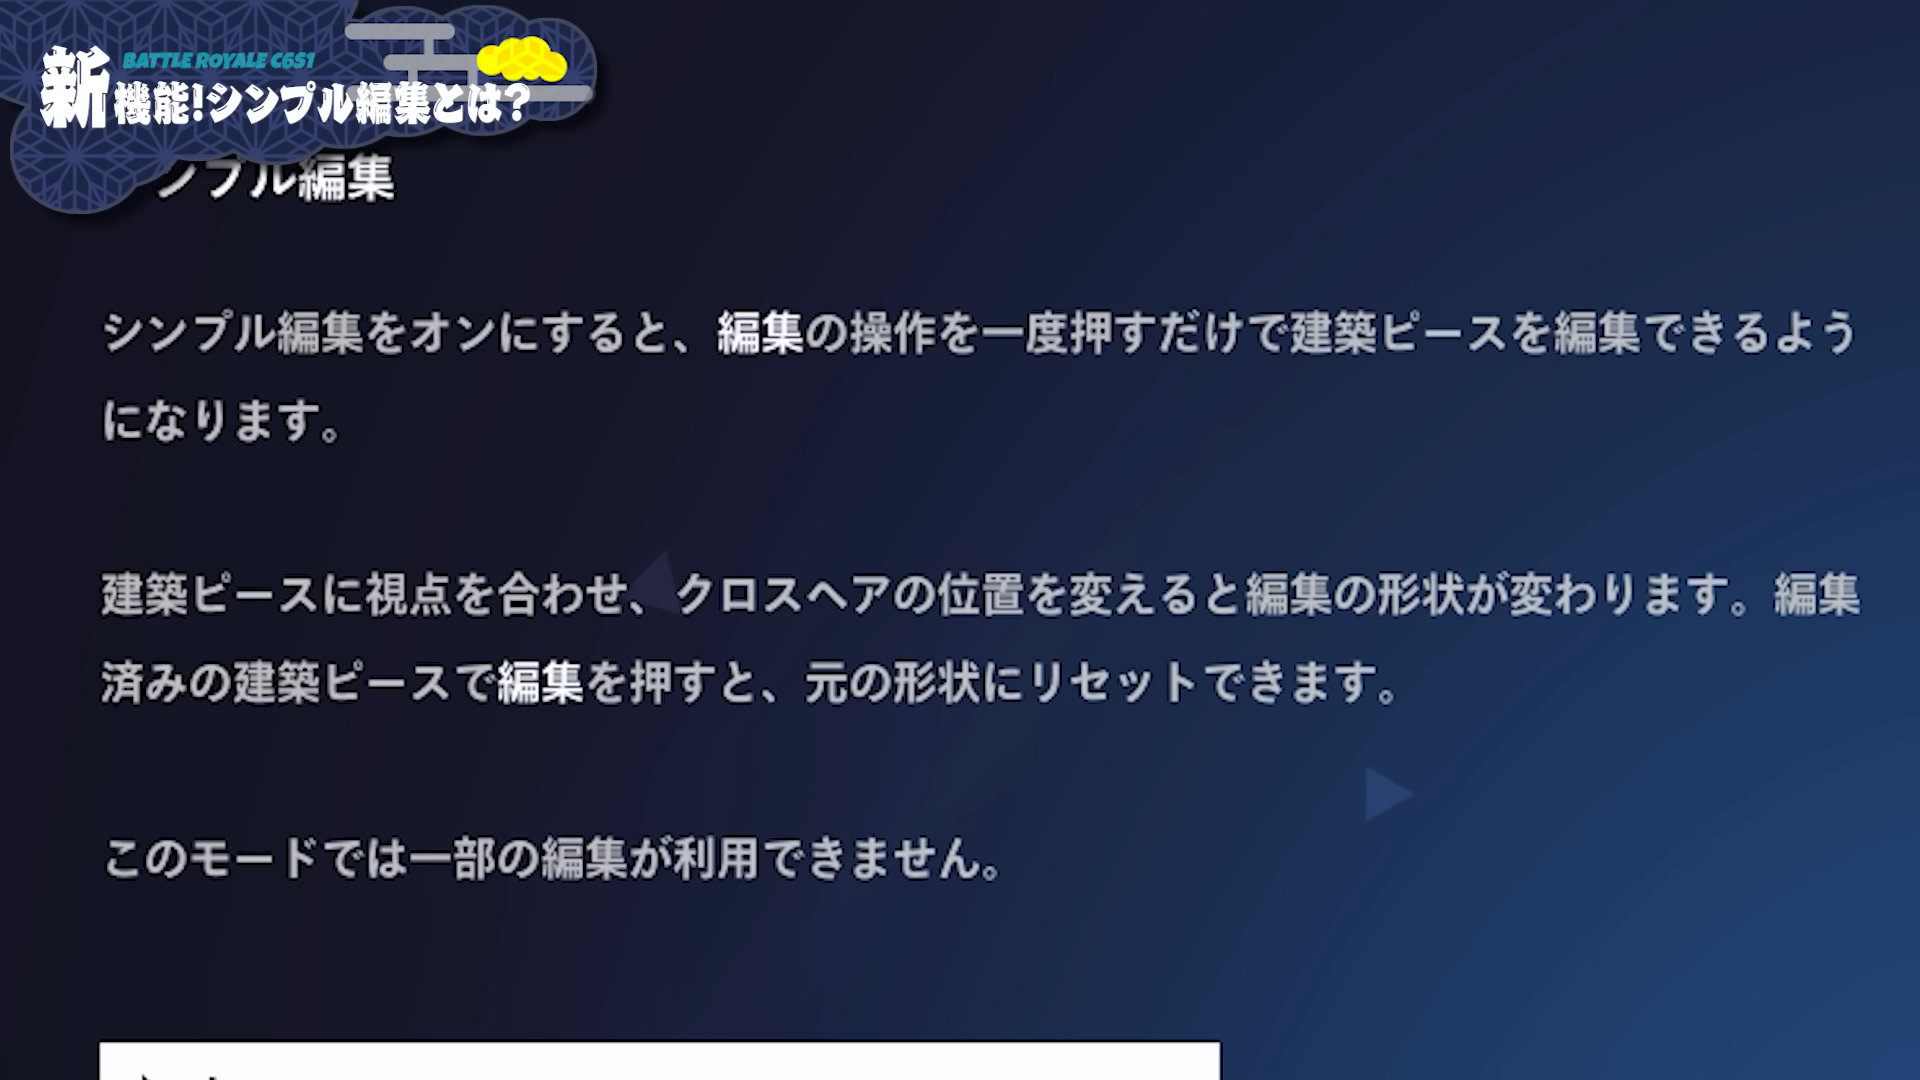 BATTLE ROYALE C6S1
新機能!シンプル編集とは?
ンプル編集
シンプル編集をオンにすると、編集の操作を一度押すだけで建築ピースを編集できるよう
になります。
建築ピースに視点を合わせ、クロスヘアの位置を変えると編集の形状が変わります。編集
済みの建築ピースで編集を押すと、元の形状にリセットできます。
このモードでは一部の編集が利用できません。